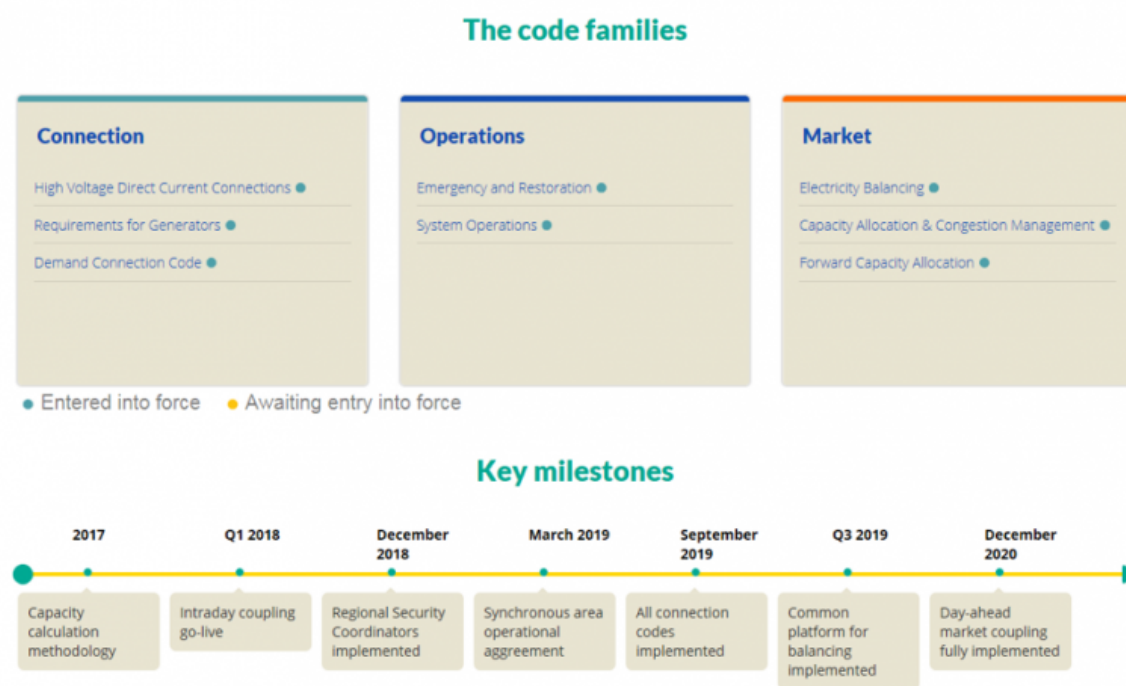 The code families
Connection
High Voltage Direct Current Connections
Requirements for Generators
Demand Connection Code
Operations
Emergency and Restoration
System Operations
Market
Electricity Balancing
Capacity Allocation & Congestion Management
Forward Capacity Allocation
Entered into force
Awaiting entry into force
Key milestones
2017
Capacity
calculation
methodology
Q1 2018
Intraday coupling
go-live
December
2018
Regional Security
Coordinators
implemented
March 2019
Synchronous area
operational
aggreement
September
2019
All connection
codes
implemented
Q3 2019
Common
platform for
balancing
implemented
December
2020
Day-ahead
market coupling
fully implemented